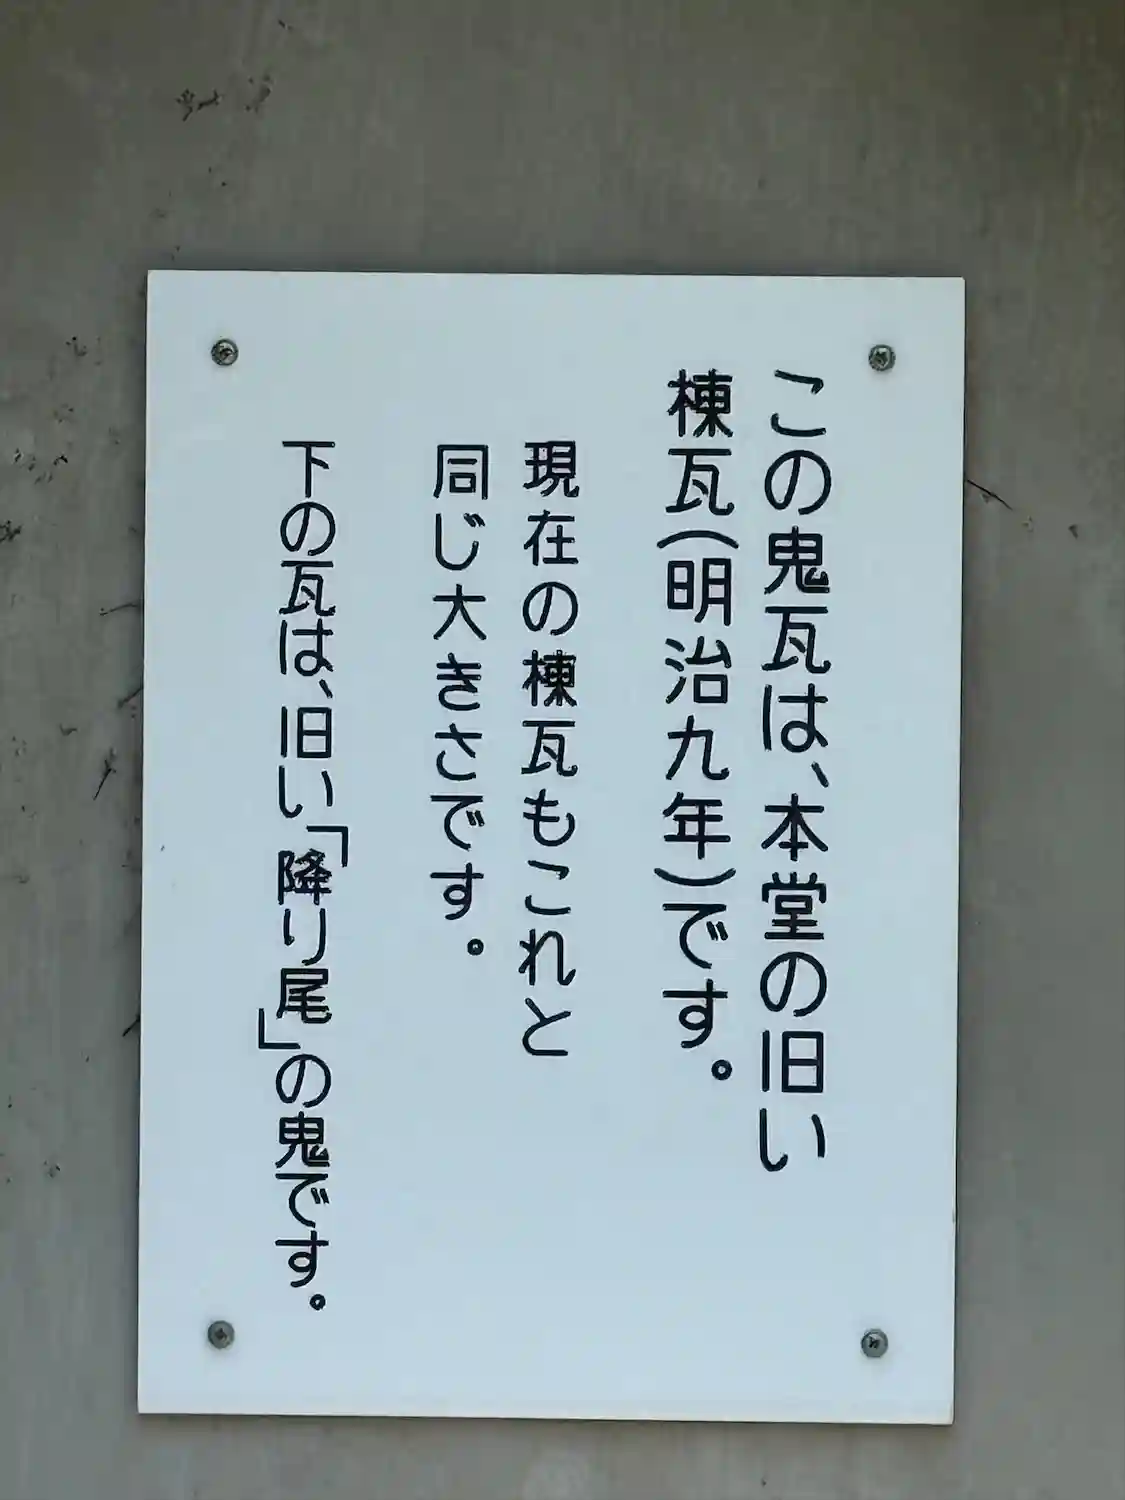 この鬼瓦は、本堂の旧い
棟瓦(明治九年)です。
現在の棟瓦もこれと
同じ大きさです。
下の瓦は、旧い「降り尾」の鬼です。